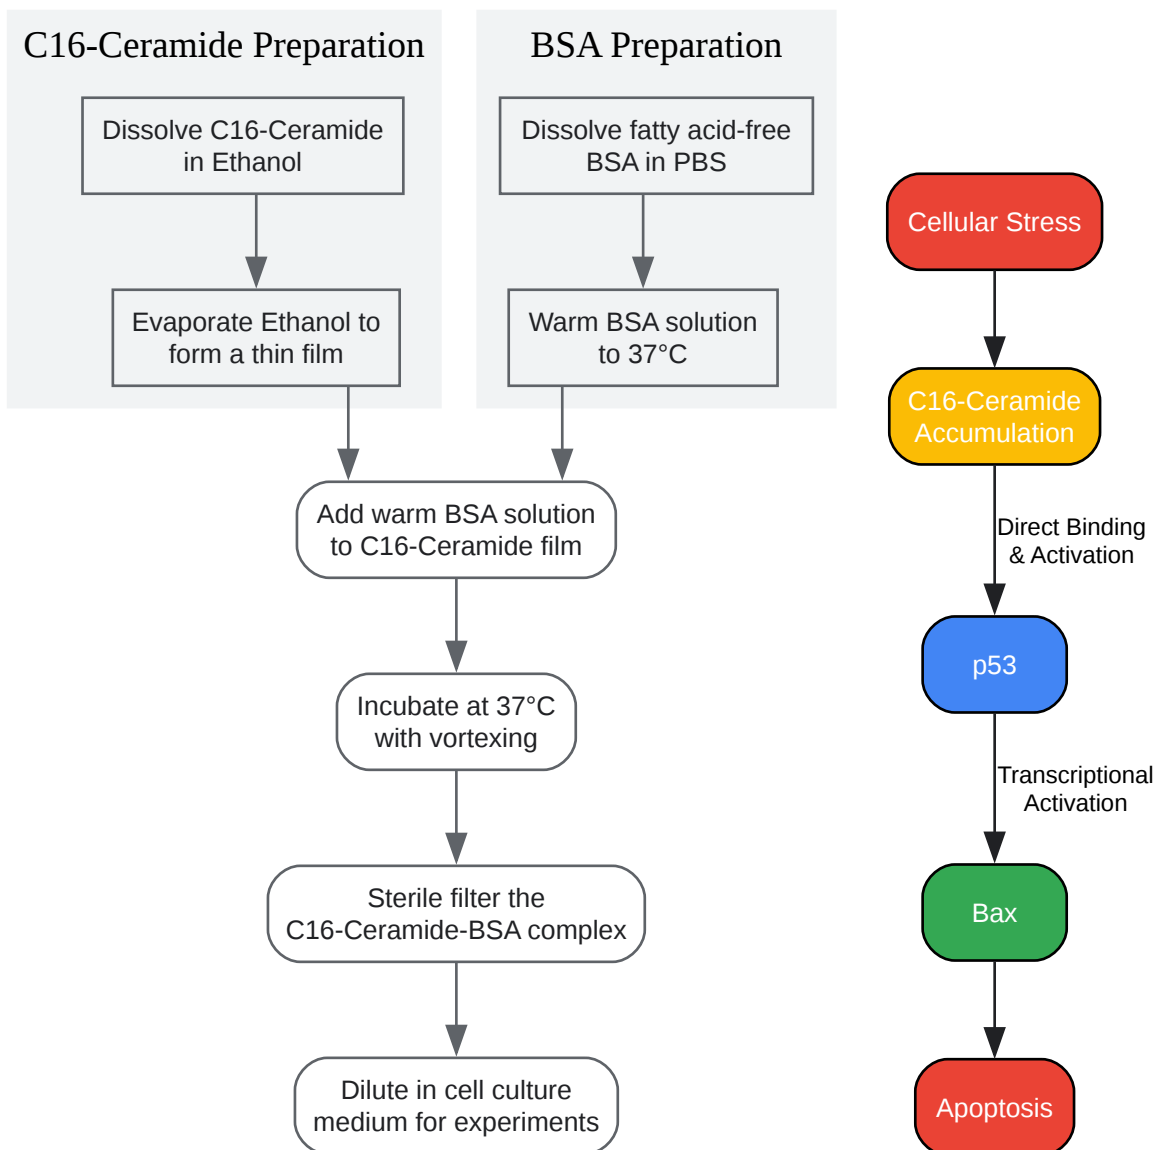 C16-Ceramide Preparation
Dissolve C16-Ceramide
in Ethanol
Evaporate Ethanol to
form a thin film
BSA Preparation
Dissolve fatty acid-free
BSA in PBS
Warm BSA solution
to 37°C
Add warm BSA solution
to C16-Ceramide film
Incubate at 37°C
with vortexing
Sterile filter the
C16-Ceramide-BSA complex
Dilute in cell culture
medium for experiments
Cellular Stress
C16-Ceramide
Accumulation
Direct Binding
& Activation
p53
Transcriptional
Activation
Bax
Apoptosis